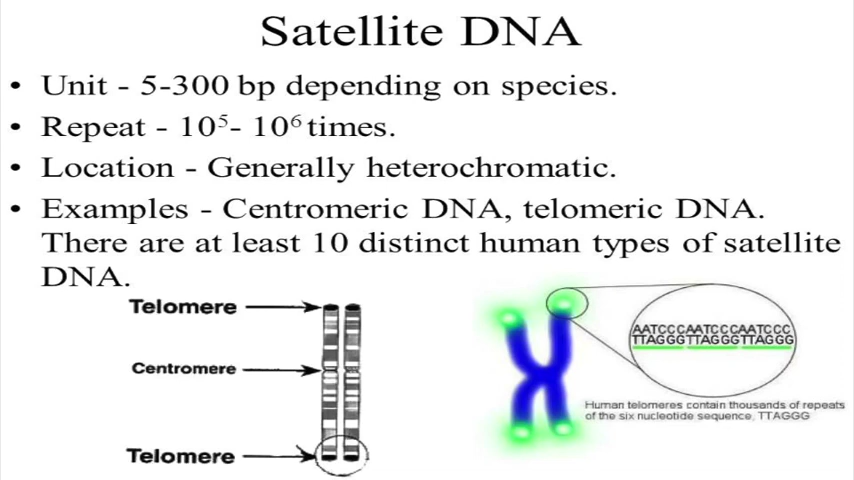 Satellite DNA
• Unit - 5-300 bp depending on species.
• Repeat - 10⁵- 10⁶ times.
• Location - Generally heterochromatic.
• Examples - Centromeric DNA, telomeric DNA.
There are at least 10 distinct human types of satellite
DNA.
Telomere
Centromere
Telomere
AATCCCAATCCCAATCCC
TTAGGGTTAGGGTTAGGG
Human telomeres contain thousands of repeats
of the six nucleotide sequence, TTAGGG